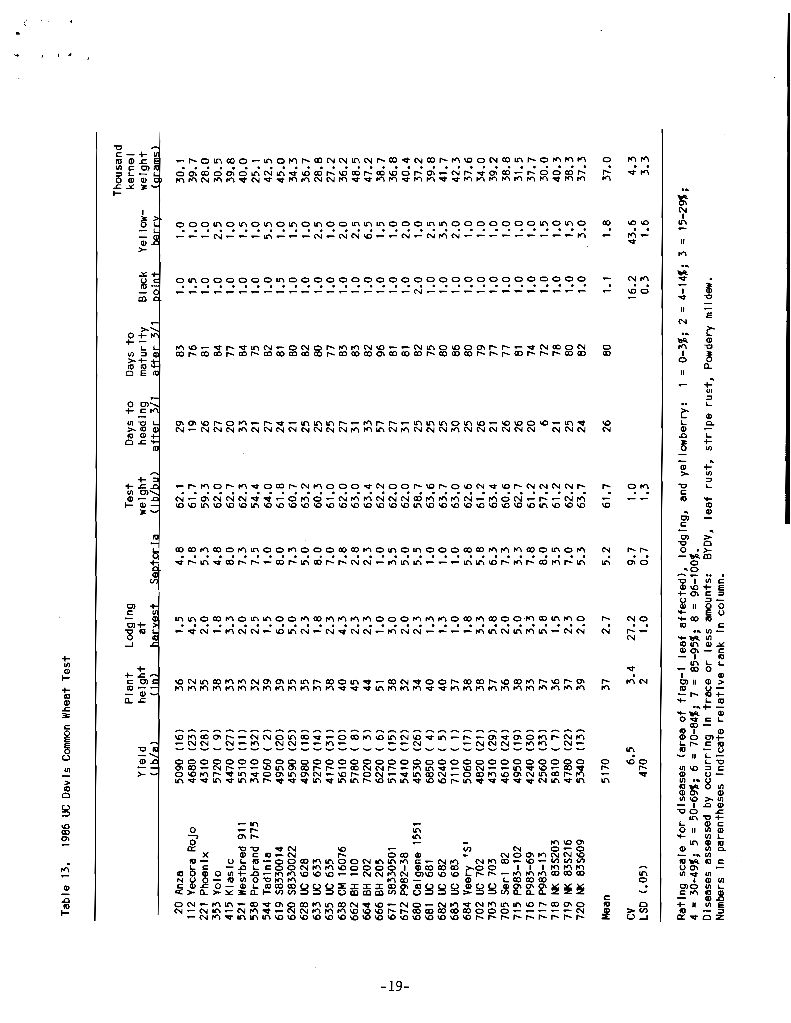 Table 13. 1986 UC Davis Common Wheat Test
Thousand
Plant Lodging Test Days to Days to kernel
Yield height at weight heading maturity Black Yellow- weight
(lb/a) (in) harvest Septoria (lb/bu) after 3/1 after 3/1 point berry (grams)
20 Anza 5090 (16) 36 1.5 4.8 62.1 29 83 1.0 1.0 30.1
112 Yecora Rojo 4680 (23) 32 4.5 7.8 61.7 19 76 1.5 1.0 39.7
221 Phoenix 4310 (28) 35 2.0 5.3 59.3 26 81 1.0 1.0 28.0
353 Yolo 5720 ( 9) 38 1.8 4.8 62.0 27 84 1.0 2.5 30.5
415 Klasic 4470 (27) 33 3.3 8.0 62.7 20 77 1.0 1.0 39.8
521 Westbred 911 5510 (11) 33 2.0 7.3 62.3 33 84 1.0 1.5 40.0
538 Probrand 775 3410 (32) 32 2.5 7.5 54.4 21 75 1.0 1.0 25.1
544 Tadinia 7060 ( 2) 39 1.5 1.0 64.0 27 82 1.0 5.5 42.5
619 S8330014 4950 (20) 39 6.0 8.0 61.8 24 81 1.5 1.0 45.0
620 S8330022 4590 (25) 35 5.0 7.3 60.7 21 80 1.0 1.5 34.3
628 UC 628 4980 (18) 35 2.3 5.0 63.2 25 82 1.0 1.0 36.7
633 UC 633 5270 (14) 37 1.8 8.0 60.3 25 80 1.0 2.5 28.8
635 UC 635 4170 (31) 38 2.3 7.0 61.0 25 77 1.0 1.0 27.2
638 CM 16076 5610 (10) 40 4.3 7.8 62.0 27 83 1.0 2.0 36.2
662 BH 100 5780 ( 8) 45 2.3 2.8 63.0 31 83 1.0 2.5 48.5
664 BH 202 7020 ( 3) 44 2.3 2.3 63.4 33 82 1.0 6.5 47.2
666 BH 205 6220 ( 6) 51 1.0 1.0 62.2 57 96 1.0 1.5 38.7
671 S8330501 5170 (15) 38 3.0 3.5 62.0 27 81 1.0 1.0 36.8
672 P982-38 5410 (12) 32 2.0 5.0 62.0 31 81 1.0 2.0 40.4
680 Calgene 1551 4530 (26) 34 2.3 5.5 58.7 25 82 2.0 1.0 37.2
681 UC 681 6850 ( 4) 40 1.3 1.0 63.6 25 75 1.0 2.5 39.8
682 UC 682 6240 ( 5) 40 1.3 1.0 63.7 25 80 1.0 3.5 41.7
683 UC 683 7110 ( 1) 37 1.0 1.0 63.0 30 86 1.0 2.0 42.3
684 Veery 'S' 5060 (17) 38 1.8 5.8 62.6 25 80 1.0 1.0 37.6
702 UC 702 4820 (21) 38 3.3 5.8 61.2 26 79 1.0 1.0 34.0
703 UC 703 4310 (29) 37 5.8 6.3 63.4 21 77 1.0 1.0 39.2
705 Seri 82 4610 (24) 36 2.0 7.3 60.6 26 77 1.0 1.0 38.8
715 P983-102 4950 (19) 38 5.0 3.3 62.7 26 81 1.0 1.0 31.5
716 P983-69 4240 (30) 33 3.3 7.8 61.2 20 74 1.0 1.0 37.7
717 P983-13 2560 (33) 37 5.8 8.0 57.2 6 72 1.0 1.5 30.0
718 NK 83S203 5810 ( 7) 36 1.5 3.5 61.2 21 78 1.0 1.0 40.3
719 NK 83S216 4780 (22) 37 2.3 7.0 62.2 25 80 1.0 1.5 38.3
720 NK 83S609 5340 (13) 39 2.0 5.3 63.7 24 82 1.0 3.0 37.3
Mean 5170 37 2.7 5.2 61.7 26 80 1.1 1.8 37.0
CV 6.5 3.4 27.2 9.7 1.0 16.2 43.6 4.3
LSD (.05) 470 2 1.0 0.7 1.3 0.3 1.6 3.3
Rating scale for diseases (area of flag-1 leaf affected), lodging, and yellowberry: 1 = 0-3%; 2 = 4-14%; 3 = 15-29%;
4 = 30-49%; 5 = 50-69%; 6 = 70-84%; 7 = 85-95%; 8 = 96-100%.
Diseases assessed by occurring in trace or less amounts: BYDV, leaf rust, stripe rust, Powdery mildew.
Numbers in parentheses indicate relative rank in column.
-19-